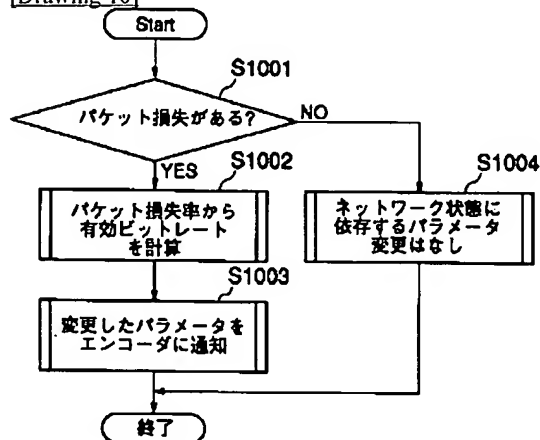 [Drawing 10]
Start
S1001
パケット損失がある?
NO
YES
S1002
パケット損失率から
有効ビットレート
を計算
S1004
ネットワーク状態に
依存するパラメータ
変更はなし
S1003
変更したパラメータを
エンコーダに通知
終了